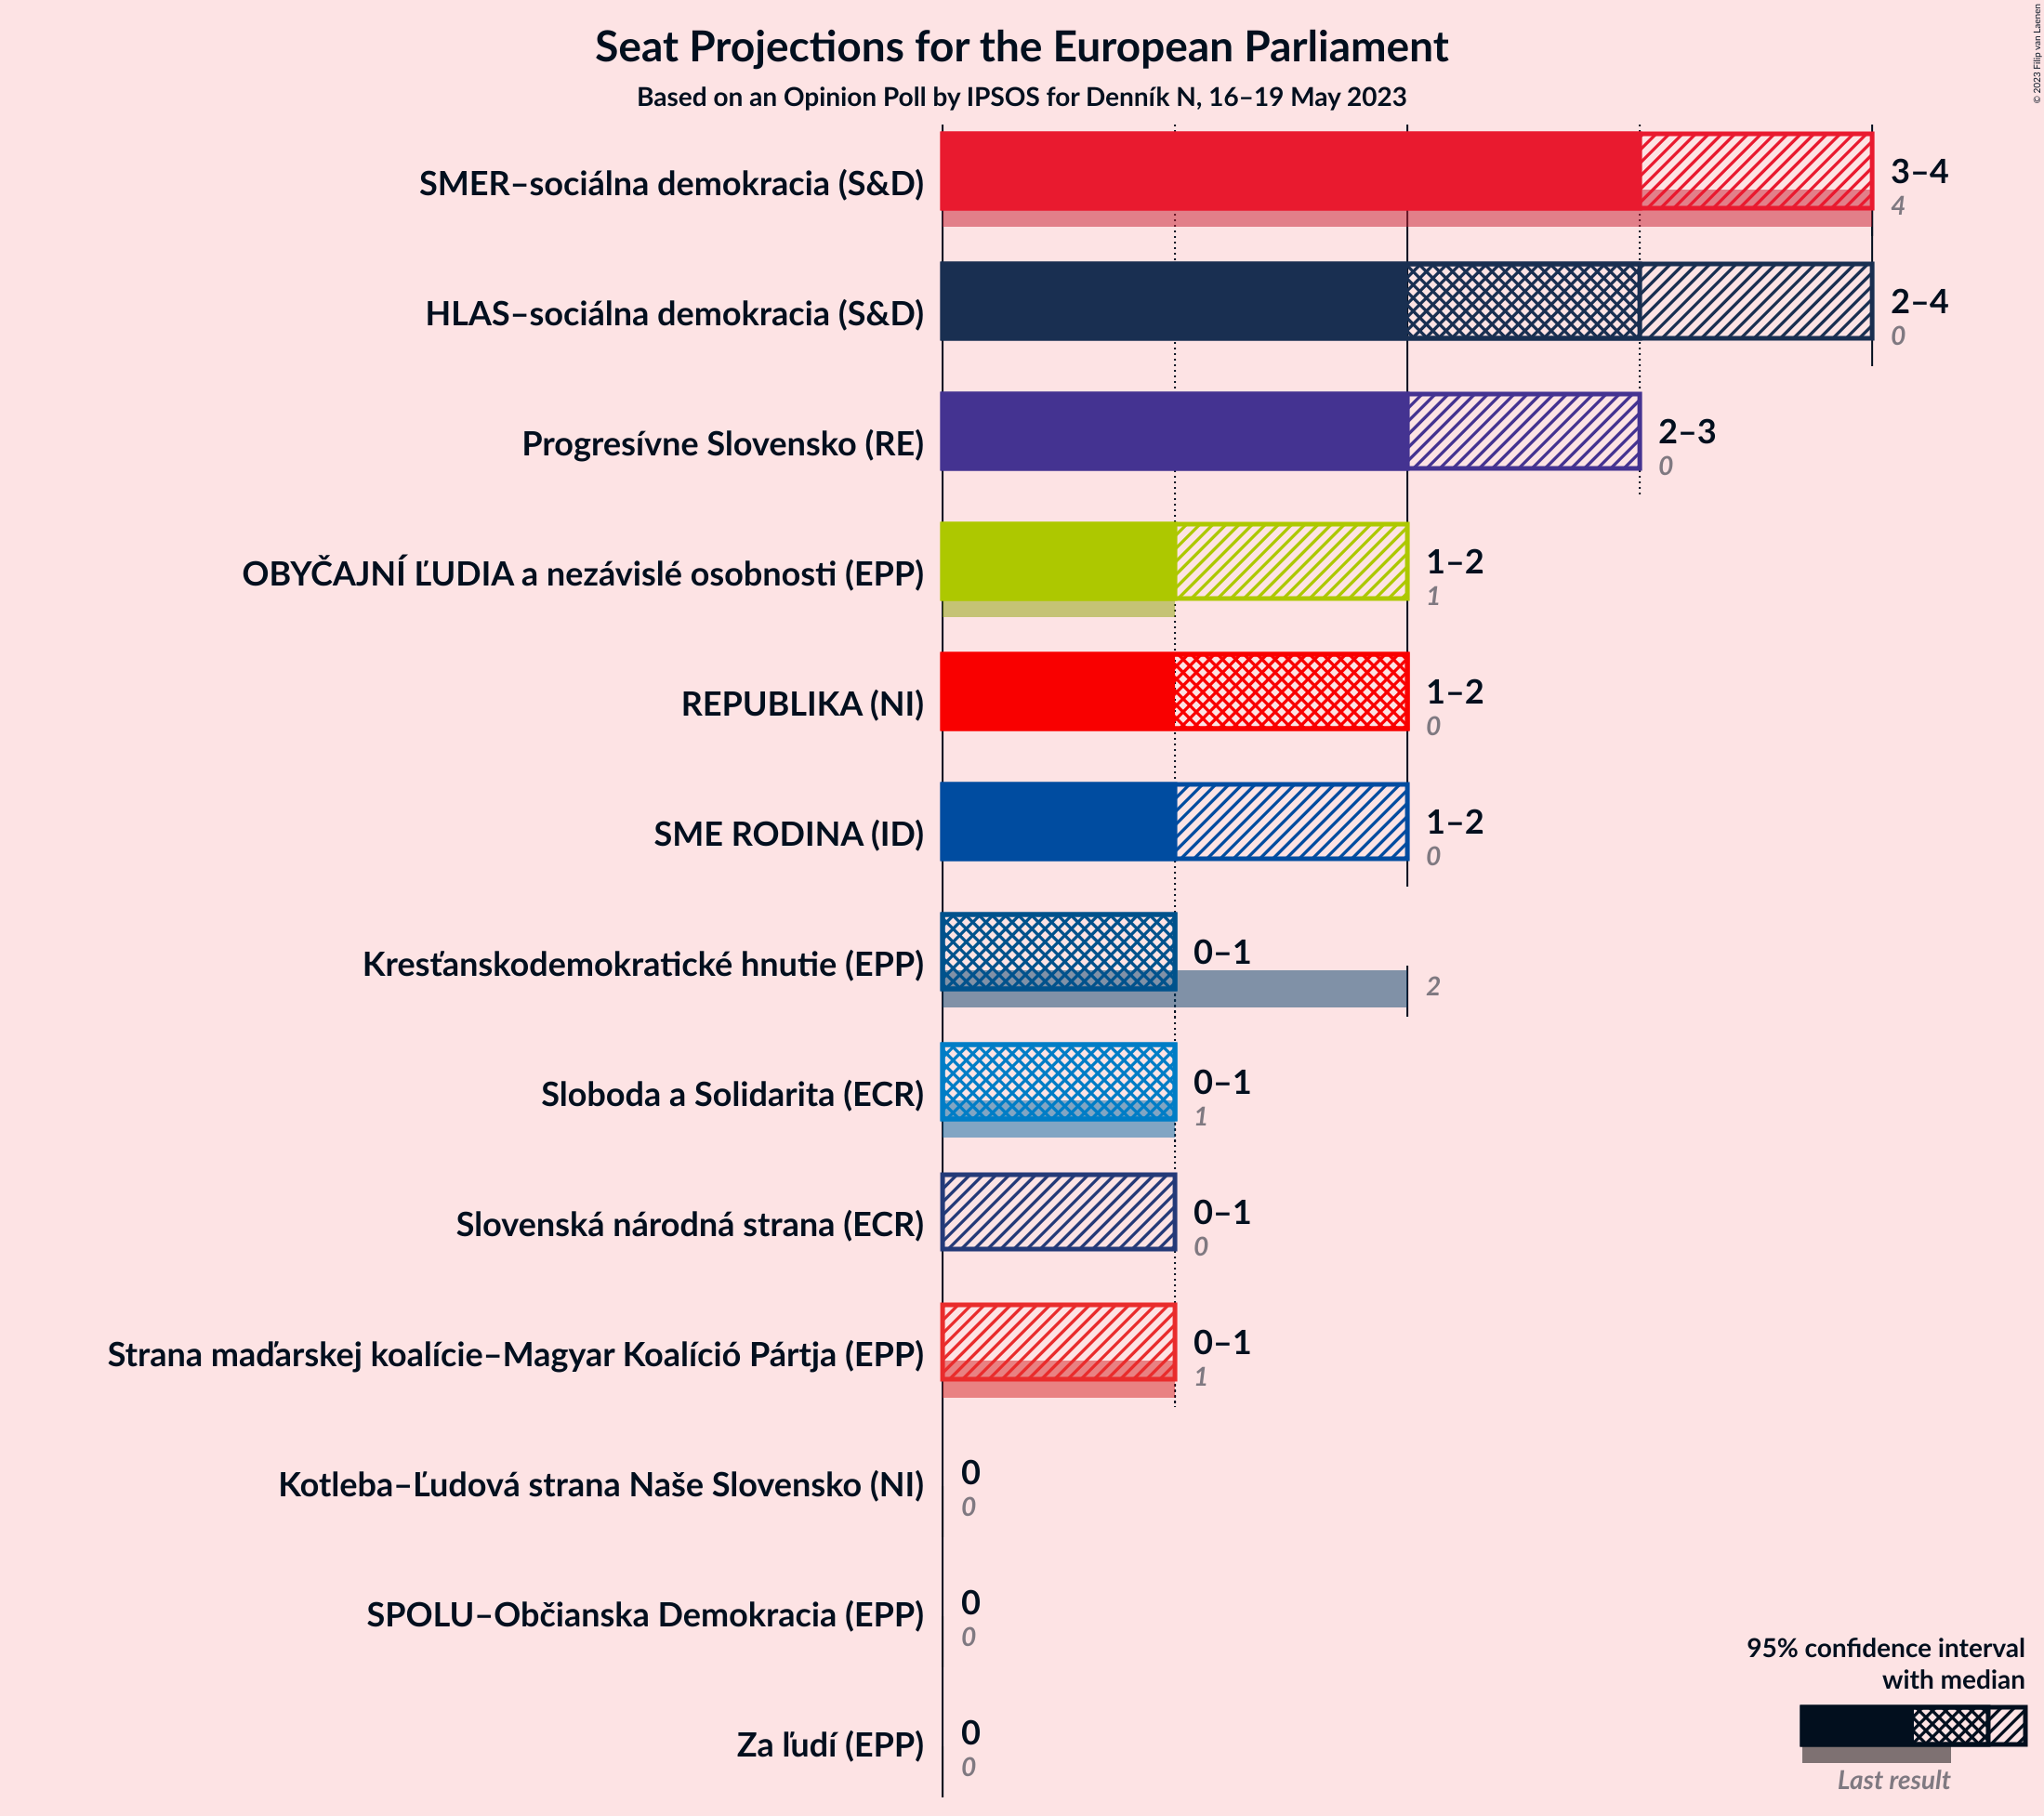 Seat Projections for the European Parliament
Based on an Opinion Poll by IPSOS for Denník N, 16–19 May 2023
© 2023 Filip van Laenen
SMER–sociálna demokracia (S&D)
3–4
4
HLAS–sociálna demokracia (S&D)
2–4
0
Progresívne Slovensko (RE)
2–3
0
OBYČAJNÍ ĽUDIA a nezávislé osobnosti (EPP)
1–2
1
REPUBLIKA (NI)
1–2
0
SME RODINA (ID)
1–2
0
Kresťanskodemokratické hnutie (EPP)
0–1
2
Sloboda a Solidarita (ECR)
0–1
1
Slovenská národná strana (ECR)
0–1
0
Strana maďarskej koalície–Magyar Koalíció Pártja (EPP)
0–1
1
Kotleba–Ľudová strana Naše Slovensko (NI)
0
0
SPOLU–Občianska Demokracia (EPP)
0
0
Za ľudí (EPP)
0
0
95% confidence interval
with median
Last result